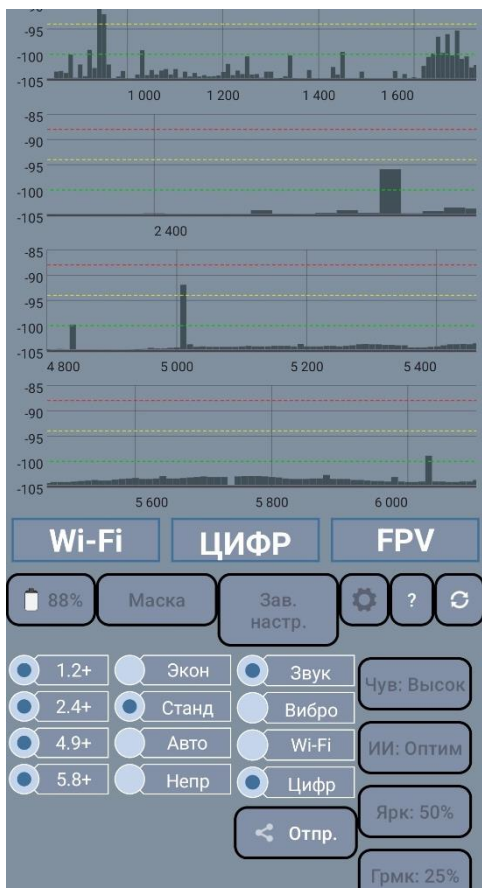 -90
-95
-100
-105
1 000 1 200 1 400 1 600
-85
-90
-95
-100
-105
2 400
-85
-90
-95
-100
-105
4 800 5 000 5 200 5 400
-85
-90
-95
-100
-105
5 600 5 800 6 000
Wi-Fi ЦИФР FPV
88% Маска Зав. настр. ?
1.2+ Экон Звук Чув: Высок
2.4+ Станд Вибро
4.9+ Авто Wi-Fi ИИ: Оптим
5.8+ Непр Цифр
Отпр. Ярк: 50%
Грмк: 25%